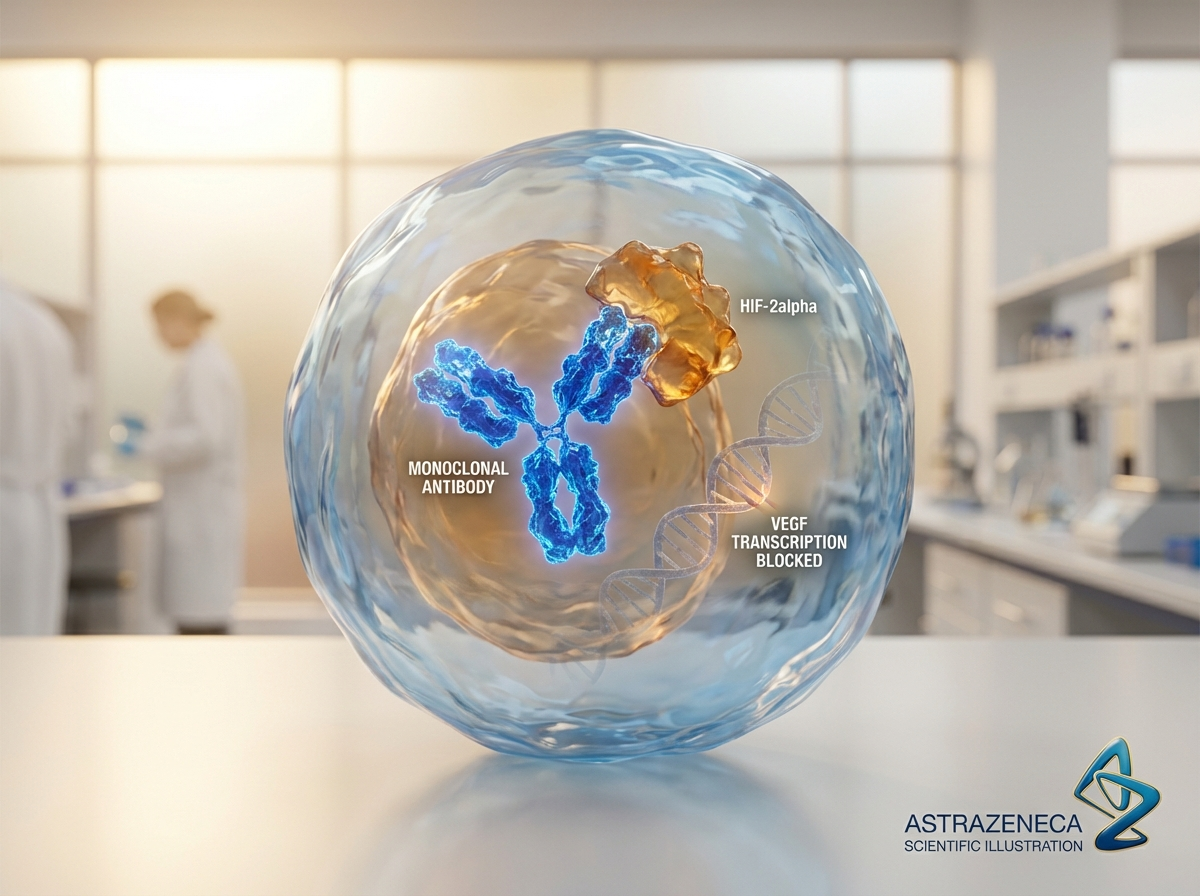 HIF-2alpha
MONOCLONAL
ANTIBODY
VEGF
TRANSCRIPTION
BLOCKED
ASTRAZENECA
SCIENTIFIC ILLUSTRATION